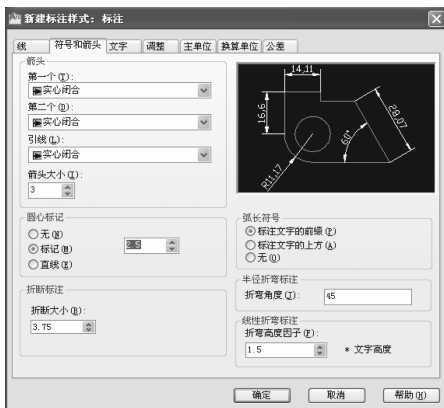 新建标注样式: 标注
线 符号和箭头 文字 调整 主单位 换算单位 公差
箭头
第一个(T):
实心闭合
第二个(D):
实心闭合
引线(L):
实心闭合
箭头大小(I):
3
圆心标记
无(N)
标记(M)
2.5
直线(E)
折断标注
折断大小(B):
3.75
14,11
16,6
28,07
60°
R11,17
弧长符号
标注文字的前缀(P)
标注文字的上方(A)
无(O)
半径折弯标注
折弯角度(J):
45
线性折弯标注
折弯高度因子(F):
1.5
* 文字高度
确定 取消 帮助(H)